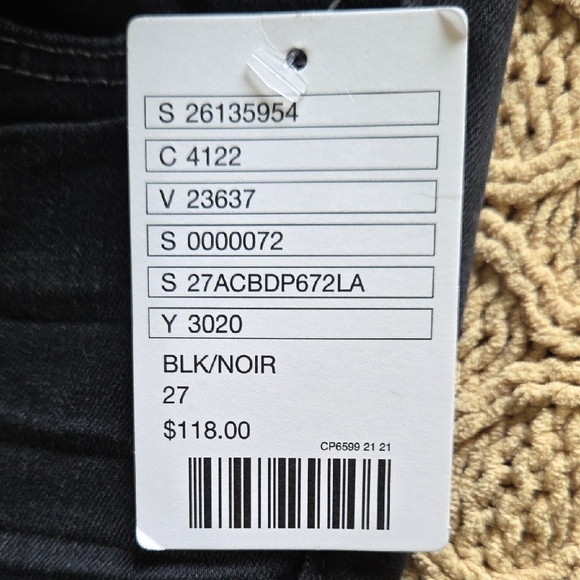 S 26135954
C 4122
V 23637
S 0000072
S 27ACBDP672LA
Y 3020
BLK/NOIR
27
$118.00
CP6599 21 21